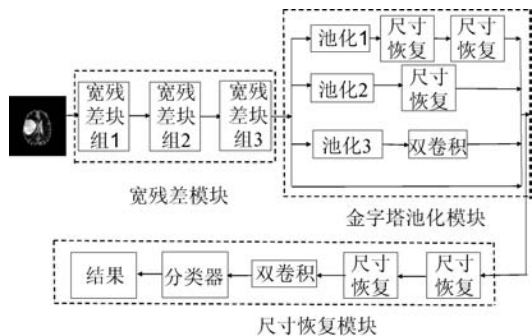 池化1
尺寸
恢复
尺寸
恢复
宽残
差块
组1
宽残
差块
组2
宽残
差块
组3
池化2
尺寸
恢复
池化3
双卷积
宽残差模块
金字塔池化模块
结果
分类器
双卷积
尺寸
恢复
尺寸
恢复
尺寸恢复模块